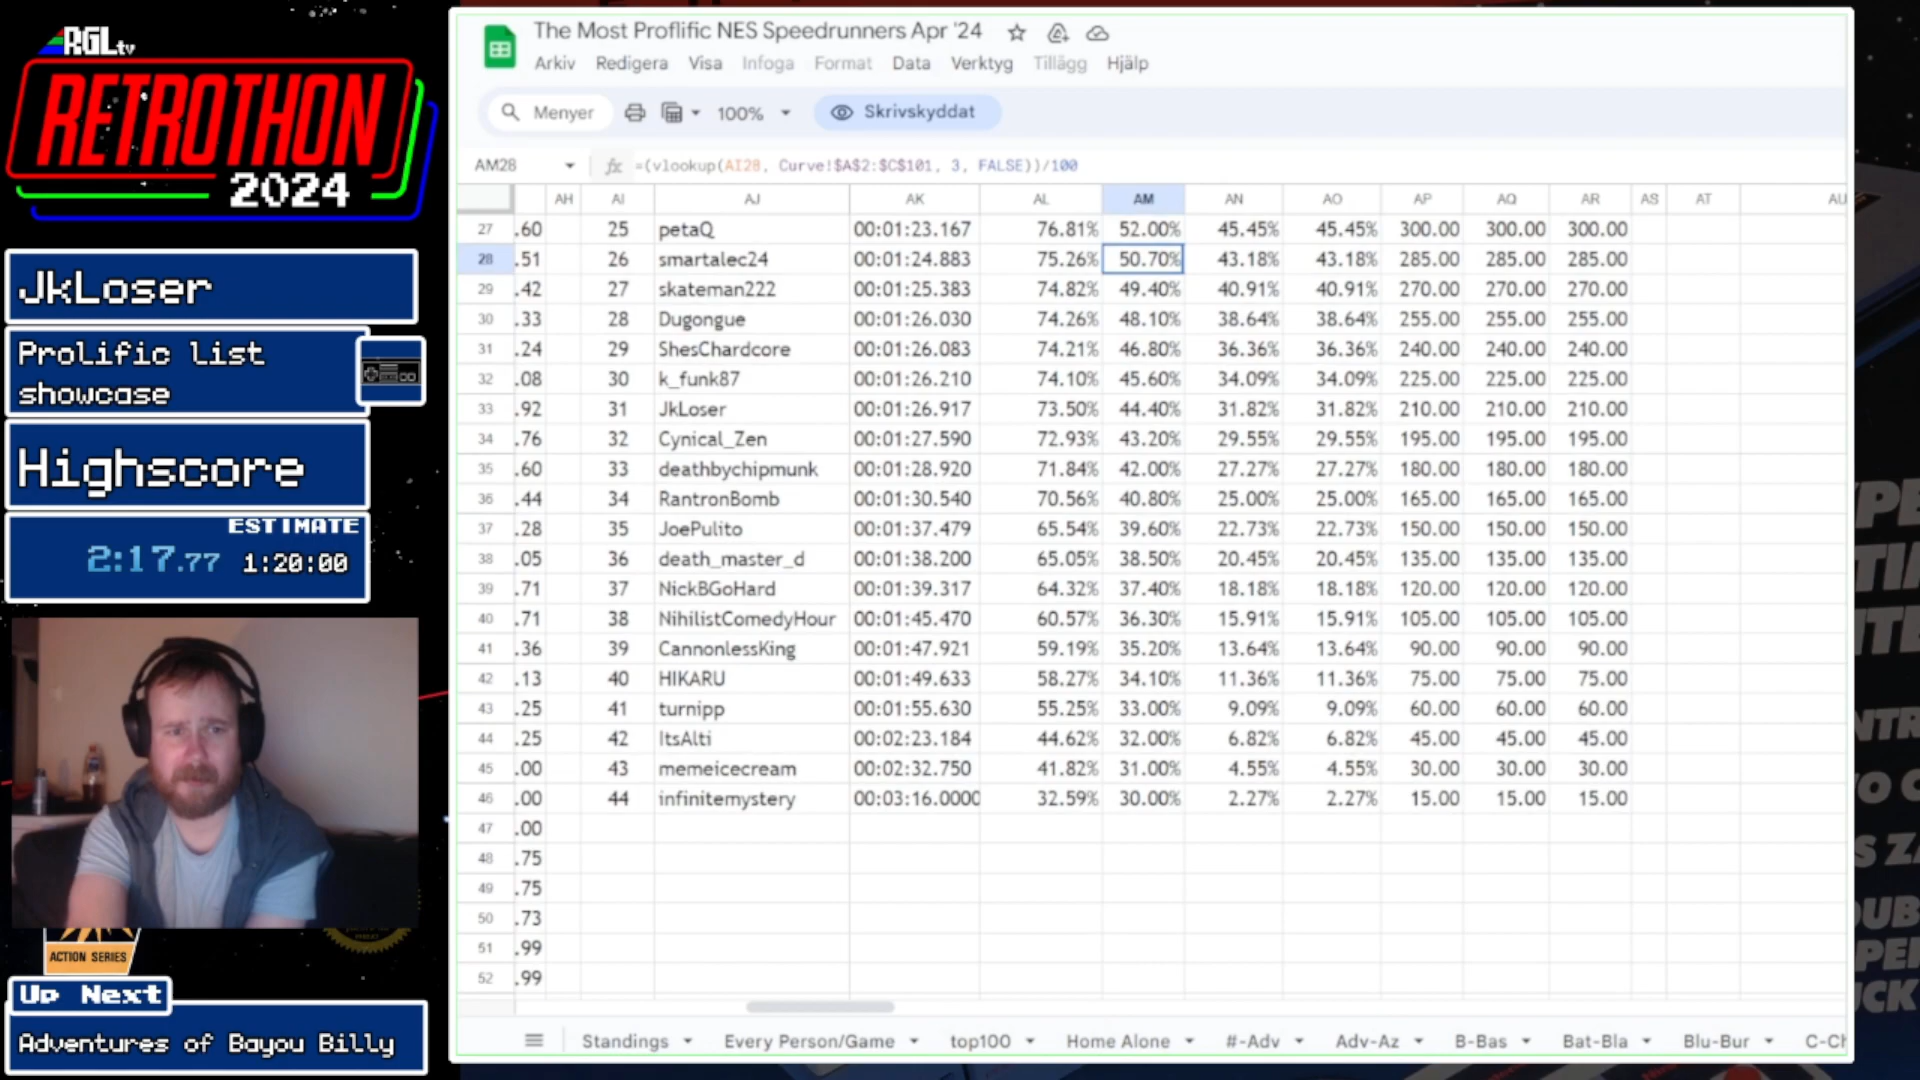 RGLtv
RETROTHON
2024
JkLoser
Prolific list
showcase
Highscore
ESTIMATE
2:17.77 1:20:00
ACTION SERIES
Up Next
Adventures of Bayou Billy
The Most Proflific NES Speedrunners Apr '24
Arkiv Redigera Visa Infoga Format Data Verktyg Tillägg Hjälp
Menyer 100% Skrivskyddat
AM28 fx =(vlookup(AI28, Curve!$A$2:$C$101, 3, FALSE))/100
AH AI AJ AK AL AM AN AO AP AQ AR AS AT AU
27 .60 25 petaQ 00:01:23.167 76.81% 52.00% 45.45% 45.45% 300.00 300.00 300.00
28 .51 26 smartalec24 00:01:24.883 75.26% 50.70% 43.18% 43.18% 285.00 285.00 285.00
29 .42 27 skateman222 00:01:25.383 74.82% 49.40% 40.91% 40.91% 270.00 270.00 270.00
30 .33 28 Dugongue 00:01:26.030 74.26% 48.10% 38.64% 38.64% 255.00 255.00 255.00
31 .24 29 ShesChardcore 00:01:26.083 74.21% 46.80% 36.36% 36.36% 240.00 240.00 240.00
32 .08 30 k_funk87 00:01:26.210 74.10% 45.60% 34.09% 34.09% 225.00 225.00 225.00
33 .92 31 JkLoser 00:01:26.917 73.50% 44.40% 31.82% 31.82% 210.00 210.00 210.00
34 .76 32 Cynical_Zen 00:01:27.590 72.93% 43.20% 29.55% 29.55% 195.00 195.00 195.00
35 .60 33 deathbychipmunk 00:01:28.920 71.84% 42.00% 27.27% 27.27% 180.00 180.00 180.00
36 .44 34 RantronBomb 00:01:30.540 70.56% 40.80% 25.00% 25.00% 165.00 165.00 165.00
37 .28 35 JoePulito 00:01:37.479 65.54% 39.60% 22.73% 22.73% 150.00 150.00 150.00
38 .05 36 death_master_d 00:01:38.200 65.05% 38.50% 20.45% 20.45% 135.00 135.00 135.00
39 .71 37 NickBGoHard 00:01:39.317 64.32% 37.40% 18.18% 18.18% 120.00 120.00 120.00
40 .71 38 NihilistComedyHour 00:01:45.470 60.57% 36.30% 15.91% 15.91% 105.00 105.00 105.00
41 .36 39 CannonlessKing 00:01:47.921 59.19% 35.20% 13.64% 13.64% 90.00 90.00 90.00
42 .13 40 HIKARU 00:01:49.633 58.27% 34.10% 11.36% 11.36% 75.00 75.00 75.00
43 .25 41 turnipp 00:01:55.630 55.25% 33.00% 9.09% 9.09% 60.00 60.00 60.00
44 .25 42 ItsAlti 00:02:23.184 44.62% 32.00% 6.82% 6.82% 45.00 45.00 45.00
45 .00 43 memeicecream 00:02:32.750 41.82% 31.00% 4.55% 4.55% 30.00 30.00 30.00
46 .00 44 infinitemystery 00:03:16.0000 32.59% 30.00% 2.27% 2.27% 15.00 15.00 15.00
47 .00
48 .75
49 .75
50 .73
51 .99
52 .99
Standings Every Person/Game top100 Home Alone #-Adv Adv-Az B-Bas Bat-Bla Blu-Bur C-Ch